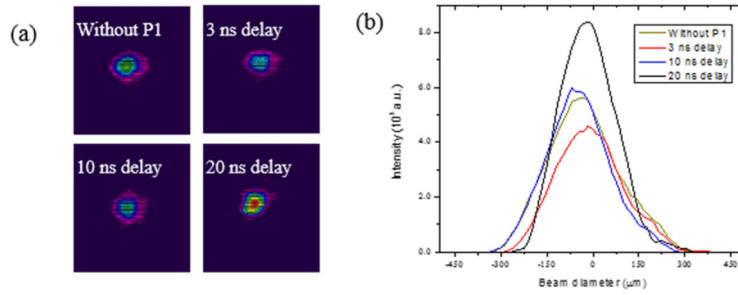 (a)
Without P1
3 ns delay
10 ns delay
20 ns delay
(b)
Intensity (10³ a.u.)
8.0
6.0
4.0
2.0
0.0
Without P1
3 ns delay
10 ns delay
20 ns delay
-450
-300
-150
0
150
300
450
Beam diameter (μm)